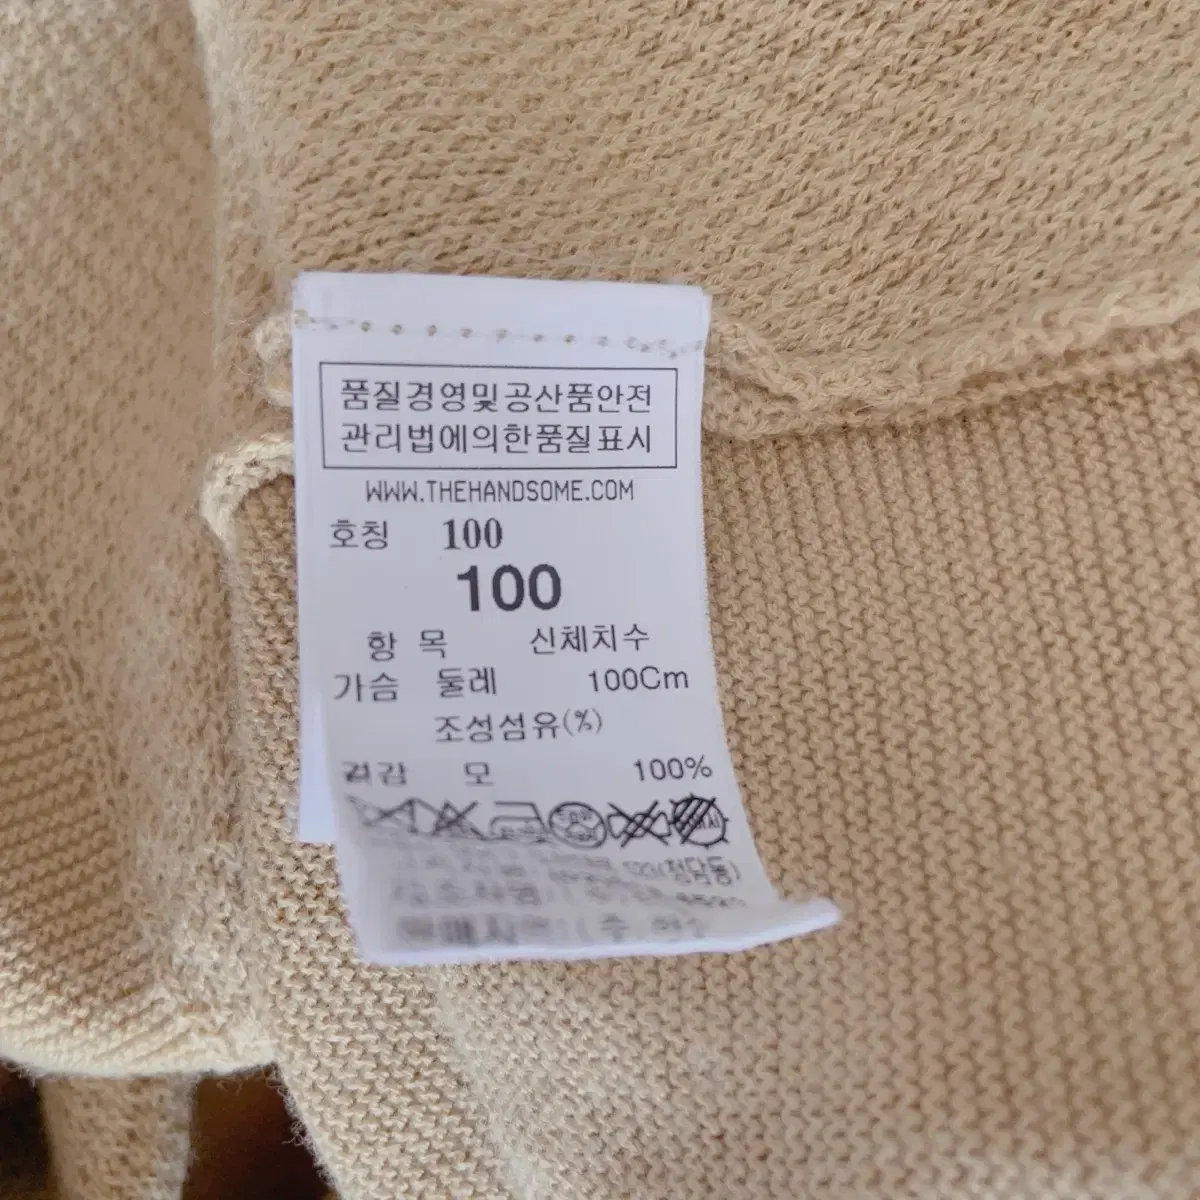 품질경영및공산품안전
관리법에의한품질표시
WWW.THEHANDSOME.COM
호칭 100
100
항 목 신체치수
가슴 둘레 100Cm
조성섬유(%)
겉감 모 100%